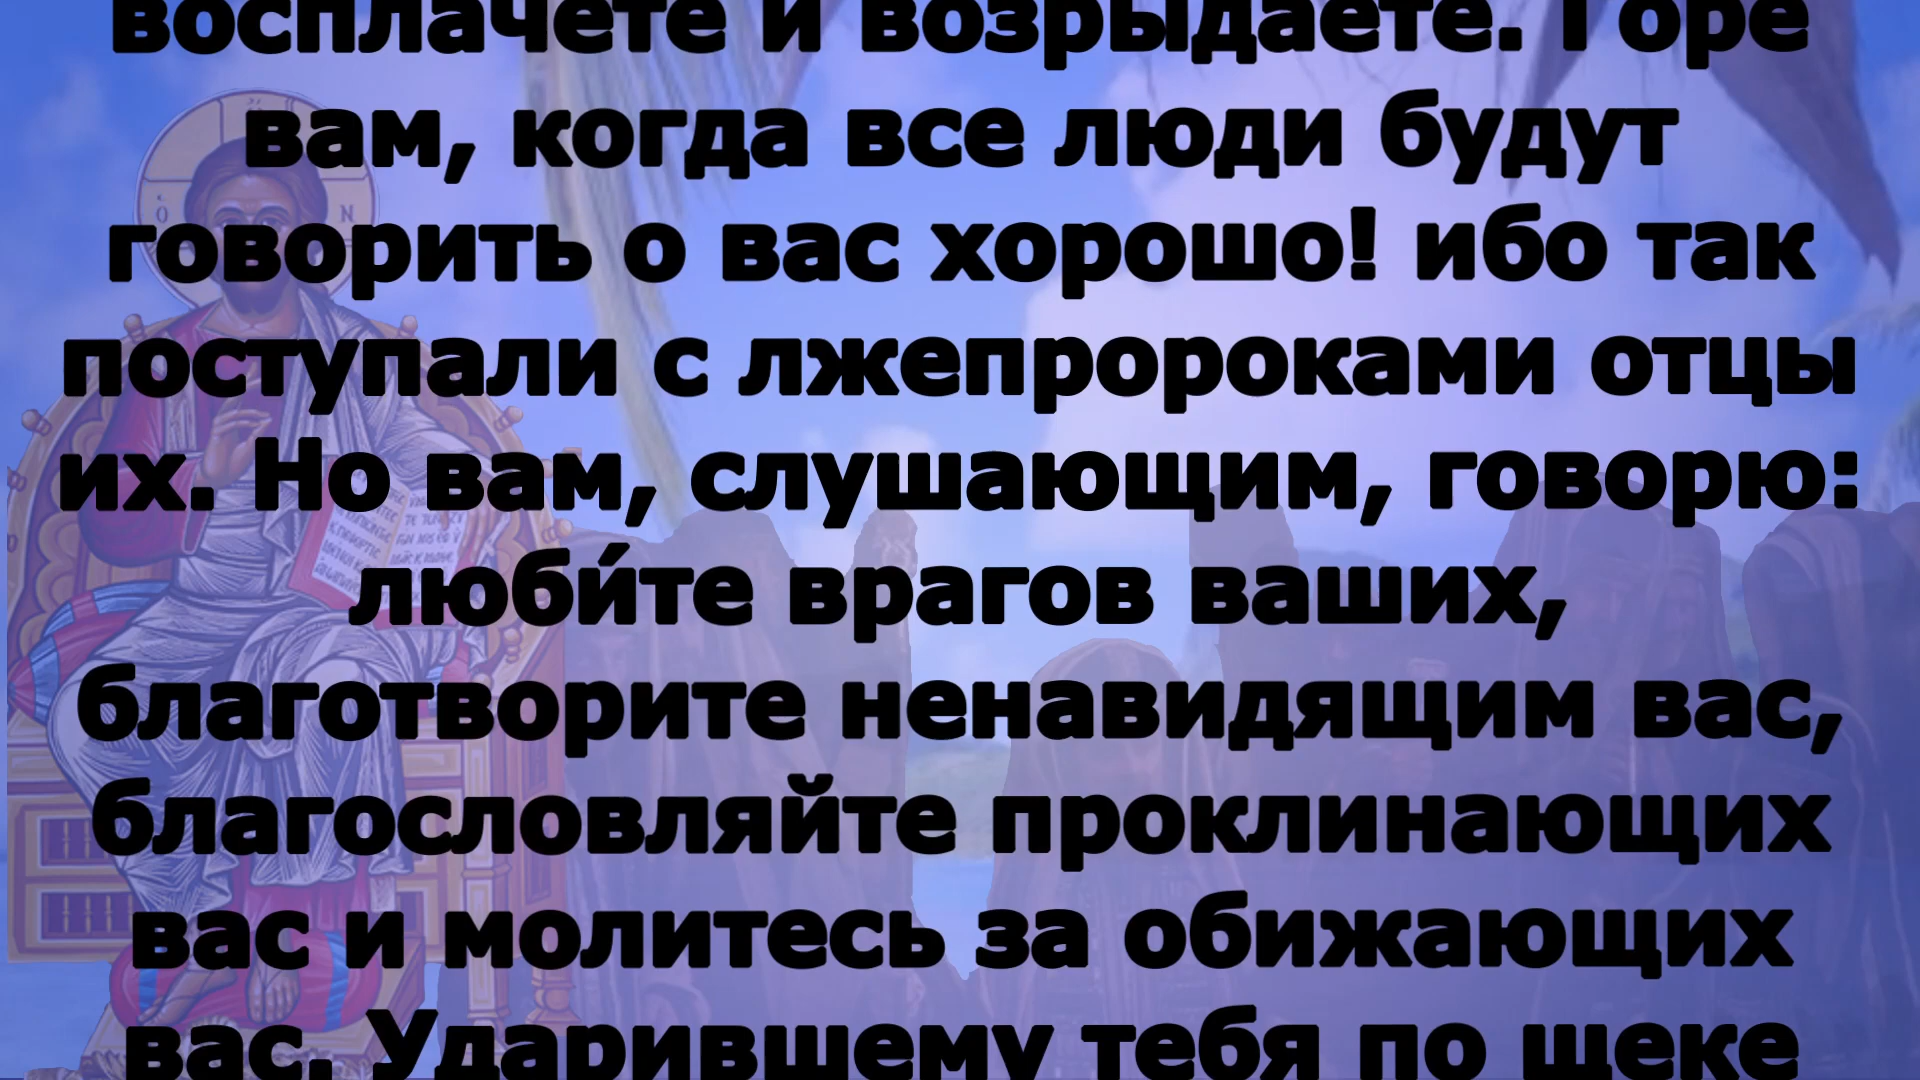 восплачете и возрыдаете. Горе
вам, когда все люди будут
говорить о вас хорошо! ибо так
поступали с лжепророками отцы
их. Но вам, слушающим, говорю:
люби́те врагов ваших,
благотворите ненавидящим вас,
благословляйте проклинающих
вас и молитесь за обижающих
вас. Ударившему тебя по щеке